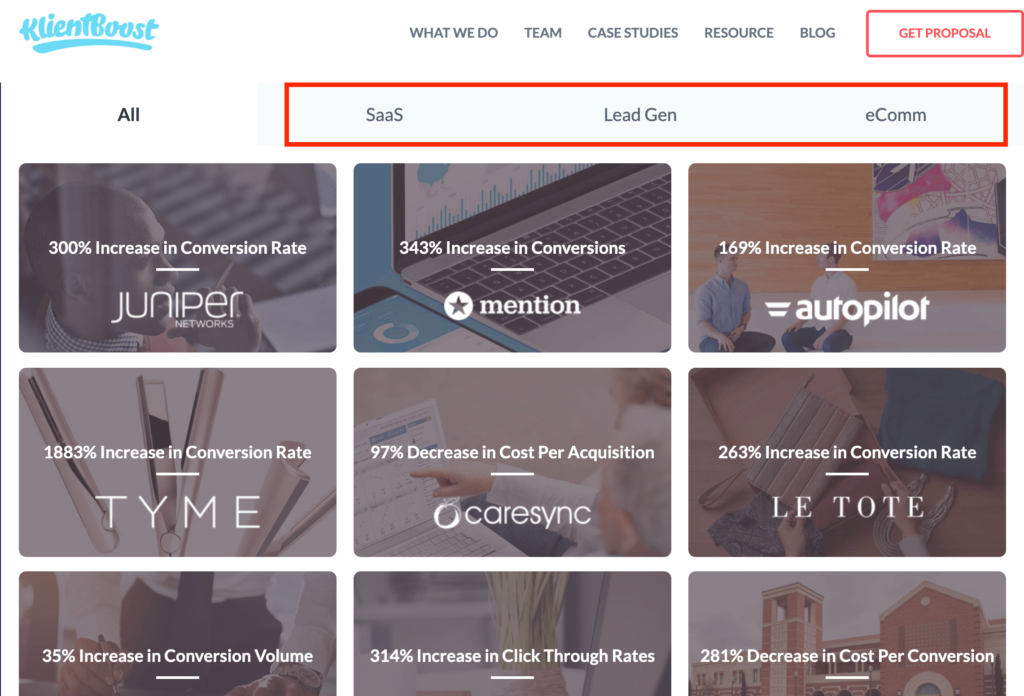 KlientBoost
WHAT WE DO
TEAM
CASE STUDIES
RESOURCE
BLOG
GET PROPOSAL
All
SaaS
Lead Gen
eComm
300% Increase in Conversion Rate
JUNIPEr
NETWORKS
343% Increase in Conversions
mention
169% Increase in Conversion Rate
autopilot
1883% Increase in Conversion Rate
TYME
97% Decrease in Cost Per Acquisition
caresync
263% Increase in Conversion Rate
LE TOTE
35% Increase in Conversion Volume
314% Increase in Click Through Rates
281% Decrease in Cost Per Conversion